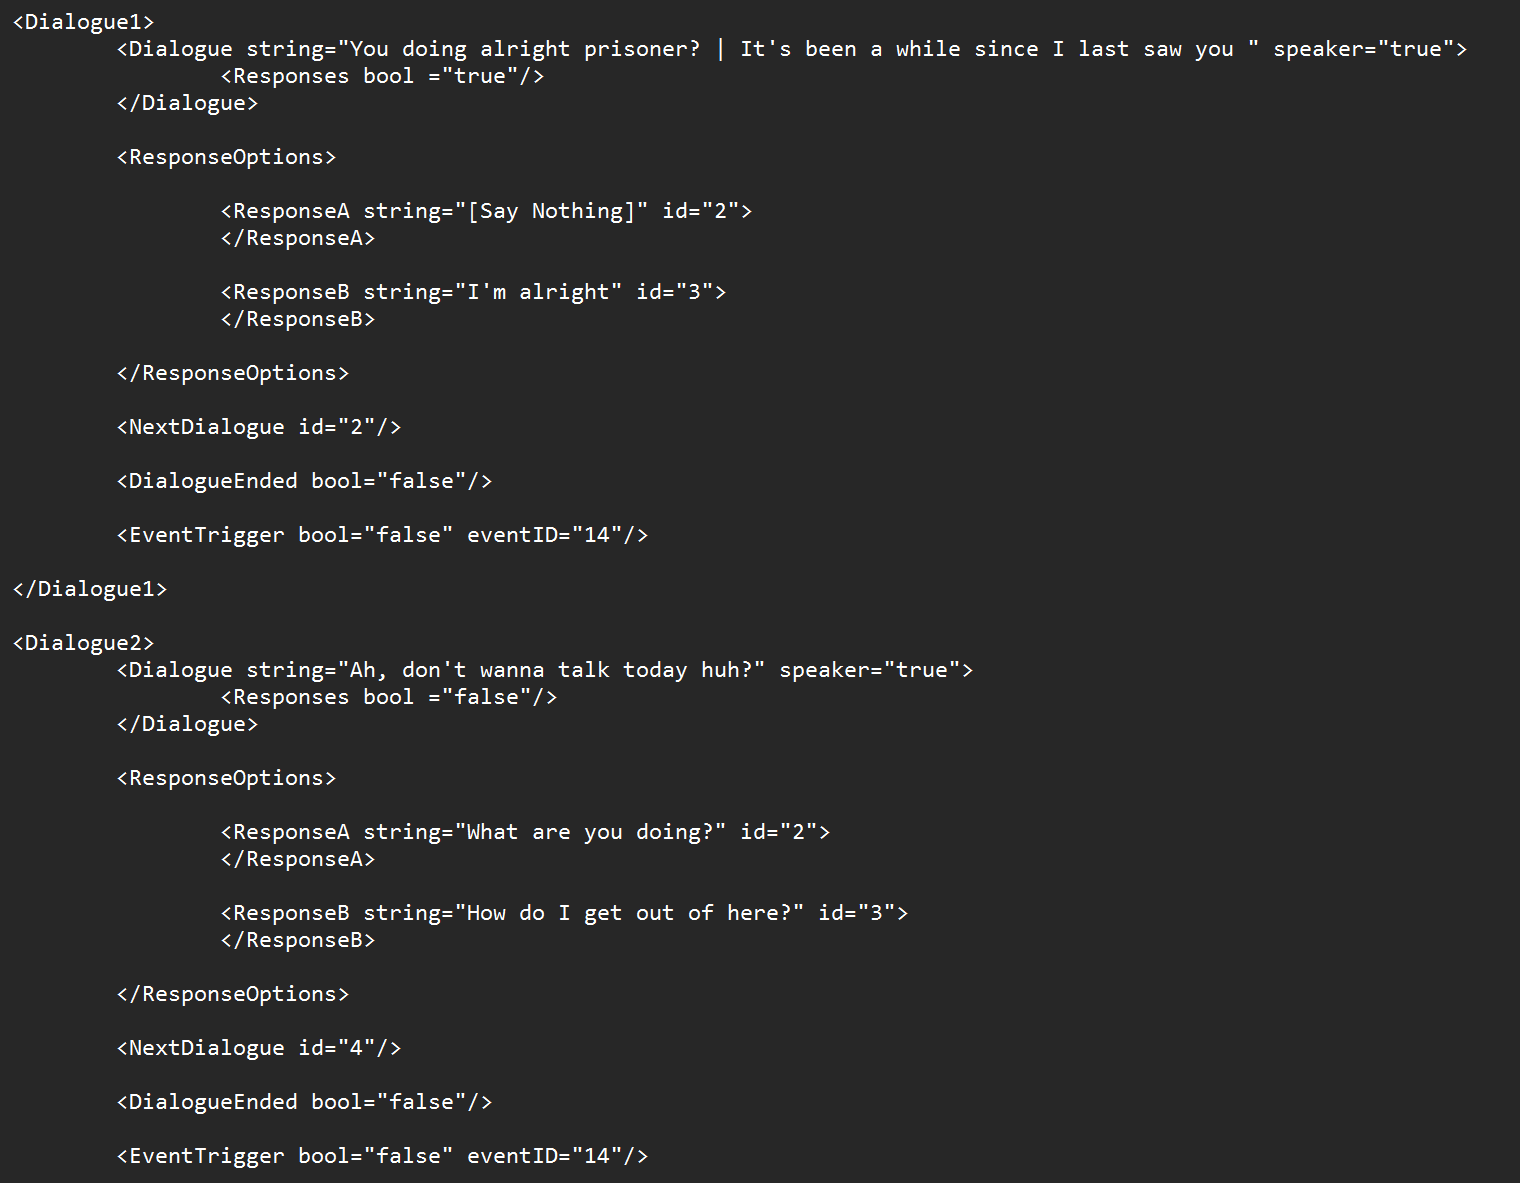 <Dialogue1>
<Dialogue string="You doing alright prisoner? | It's been a while since I last saw you " speaker="true">
<Responses bool ="true"/>
</Dialogue>
<ResponseOptions>
<ResponseA string="[Say Nothing]" id="2">
</ResponseA>
<ResponseB string="I'm alright" id="3">
</ResponseB>
</ResponseOptions>
<NextDialogue id="2"/>
<DialogueEnded bool="false"/>
<EventTrigger bool="false" eventID="14"/>
</Dialogue1>
<Dialogue2>
<Dialogue string="Ah, don't wanna talk today huh?" speaker="true">
<Responses bool ="false"/>
</Dialogue>
<ResponseOptions>
<ResponseA string="What are you doing?" id="2">
</ResponseA>
<ResponseB string="How do I get out of here?" id="3">
</ResponseB>
</ResponseOptions>
<NextDialogue id="4"/>
<DialogueEnded bool="false"/>
<EventTrigger bool="false" eventID="14"/>